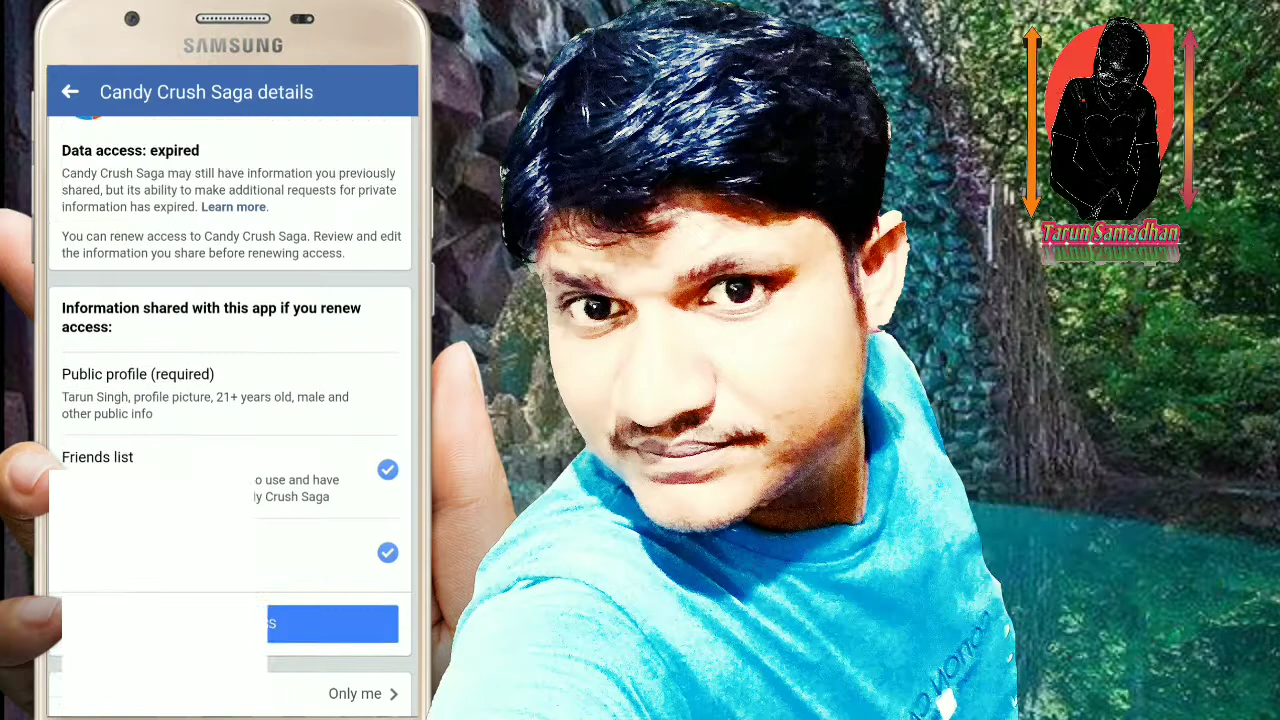 SAMSUNG
Candy Crush Saga details
Data access: expired
Candy Crush Saga may still have information you previously
shared, but its ability to make additional requests for private
information has expired. Learn more.
You can renew access to Candy Crush Saga. Review and edit
the information you share before renewing access.
Information shared with this app if you renew
access:
Public profile (required)
Tarun Singh, profile picture, 21+ years old, male and
other public info
Friends list
o use and have
y Crush Saga
Only me
Tarun Samadhan